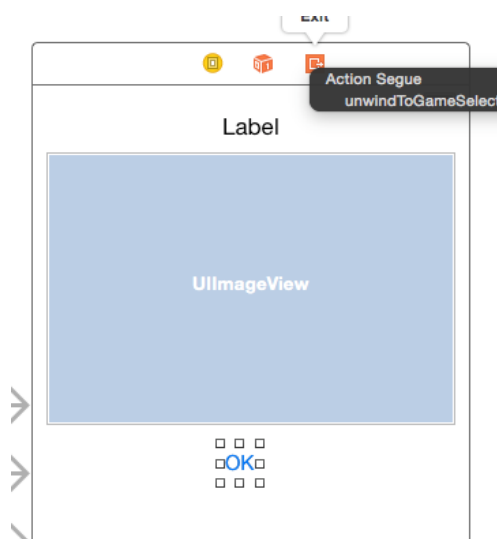 Exit
Action Segue
unwindToGameSelect
Label
UIImageView
OK